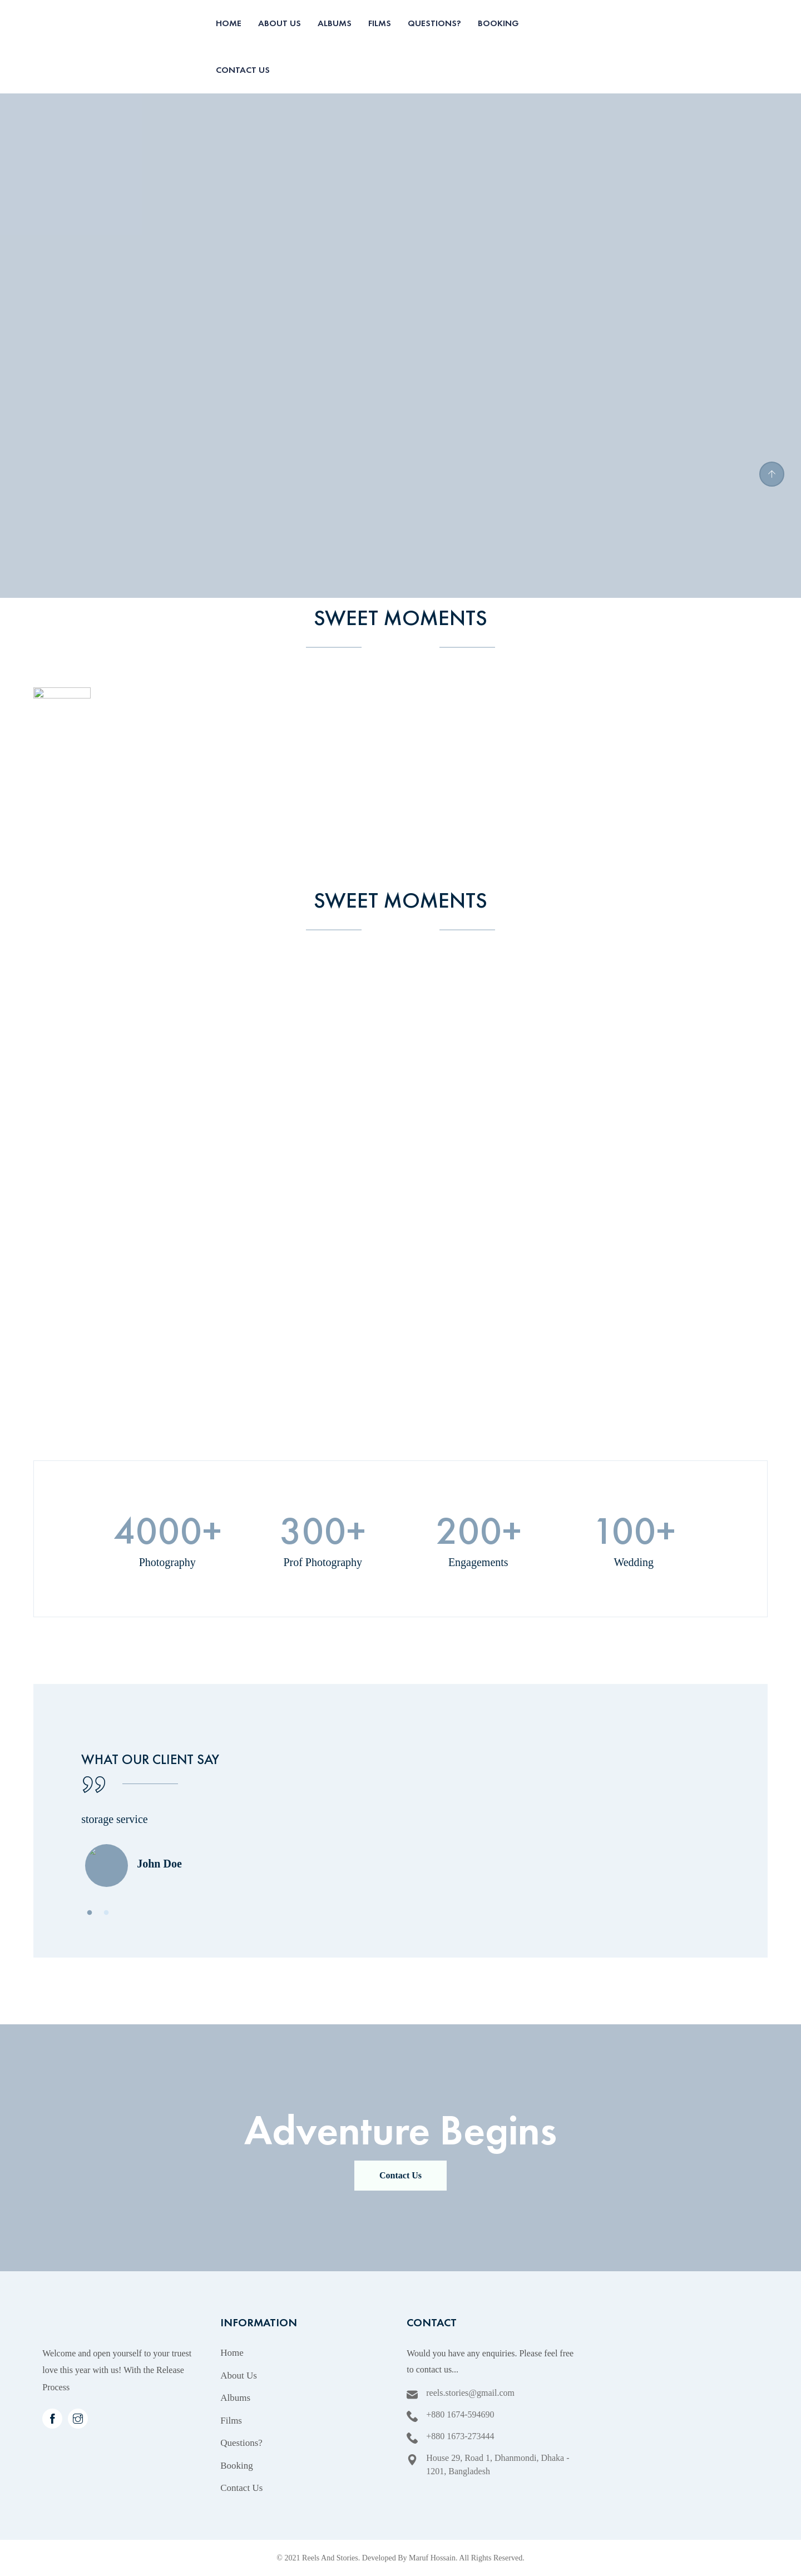 HOME ABOUT US ALBUMS FILMS QUESTIONS? BOOKING
CONTACT US
SWEET MOMENTS
SWEET MOMENTS
4000+
Photography
300+
Prof Photography
200+
Engagements
100+
Wedding
WHAT OUR CLIENT SAY
storage service
John Doe
Adventure Begins
Contact Us
Welcome and open yourself to your truest
love this year with us! With the Release
Process
INFORMATION
Home
About Us
Albums
Films
Questions?
Booking
Contact Us
CONTACT
Would you have any enquiries. Please feel free
to contact us...
reels.stories@gmail.com
+880 1674-594690
+880 1673-273444
House 29, Road 1, Dhanmondi, Dhaka -
1201, Bangladesh
© 2021 Reels And Stories. Developed By Maruf Hossain. All Rights Reserved.